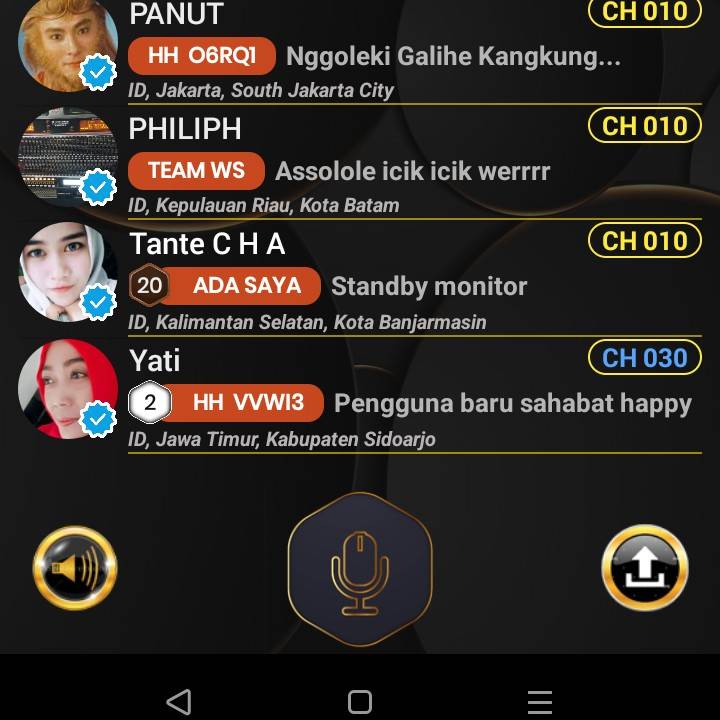 PANUT
CH 010
HH O6RQ1 Nggoleki Galihe Kangkung...
ID, Jakarta, South Jakarta City
PHILIPH
CH 010
TEAM WS Assolole icik icik werrrr
ID, Kepulauan Riau, Kota Batam
Tante C H A
CH 010
20 ADA SAYA Standby monitor
ID, Kalimantan Selatan, Kota Banjarmasin
Yati
CH 030
2 HH VVWI3 Pengguna baru sahabat happy
ID, Jawa Timur, Kabupaten Sidoarjo